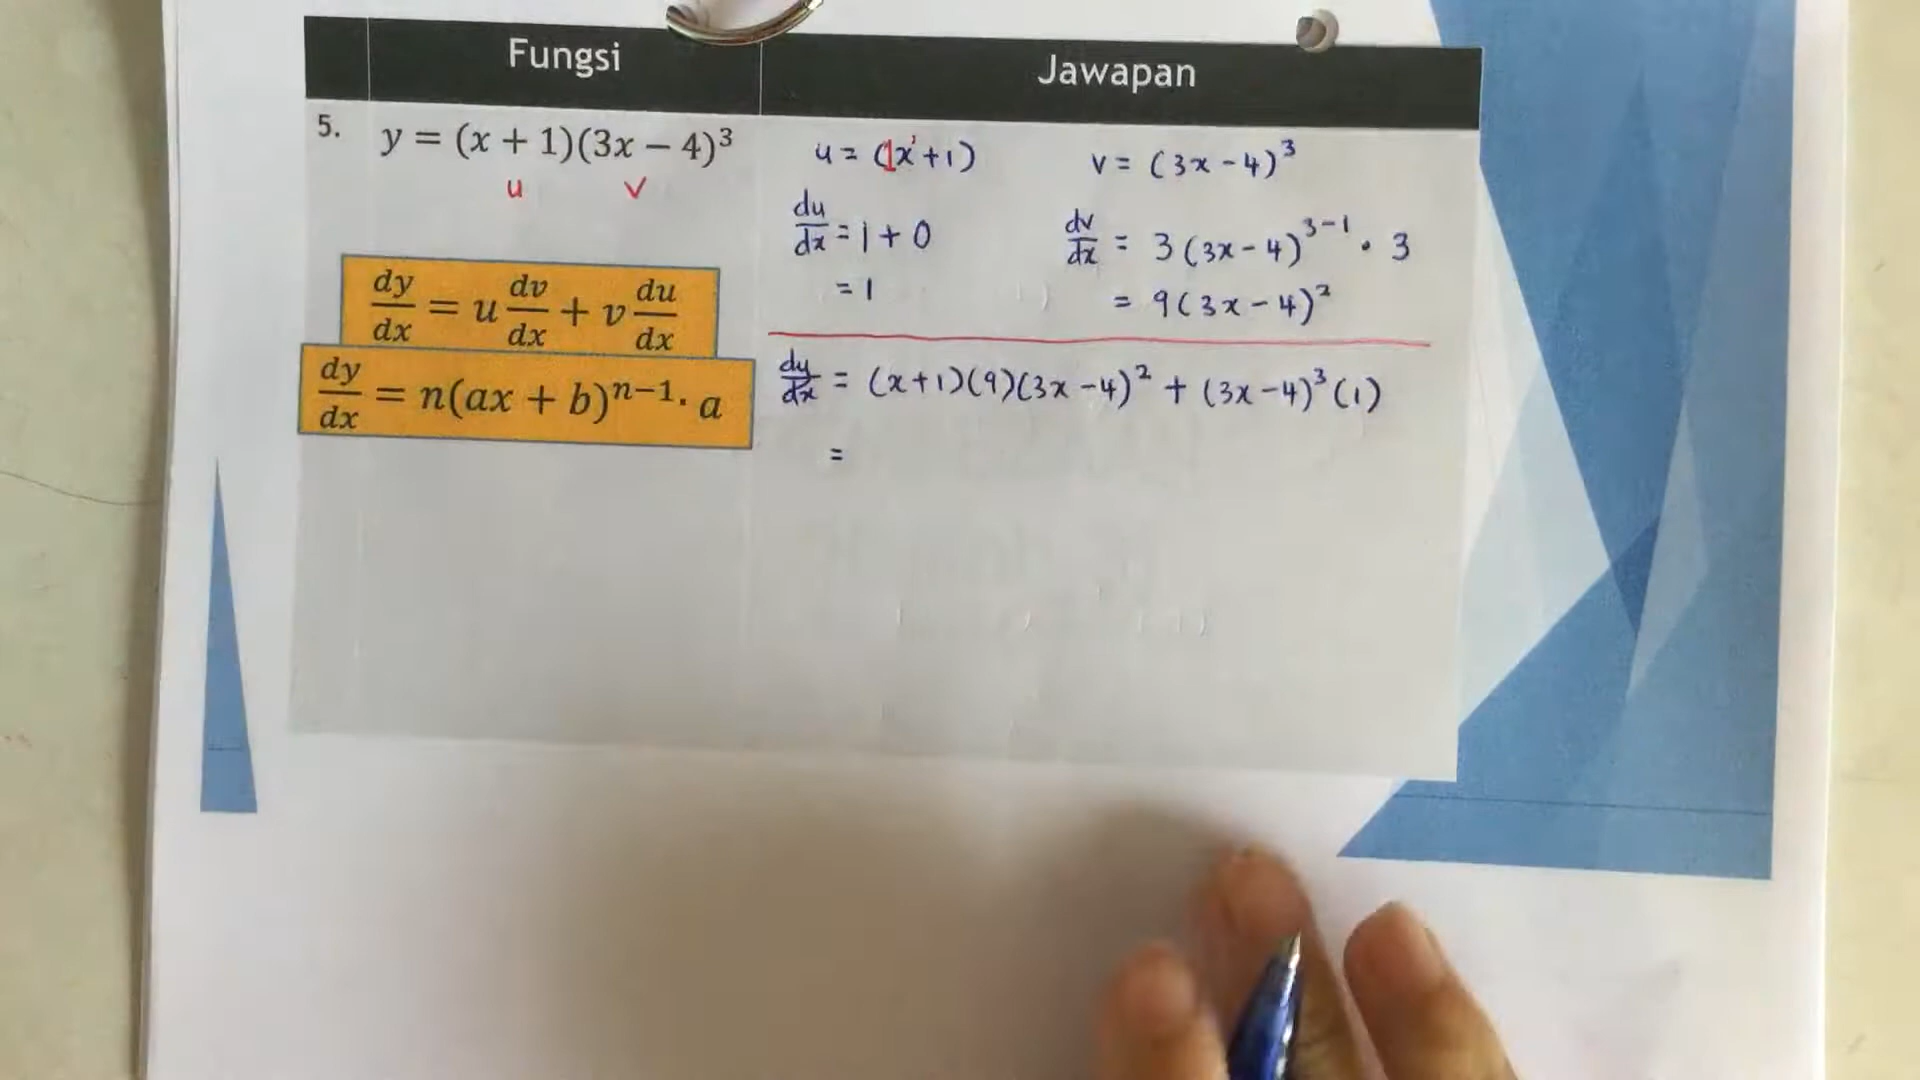 Fungsi
Jawapan
5. y = (x + 1)(3x − 4)³
u v
dy/dx = u dv/dx + v du/dx
dy/dx = n(ax + b)ⁿ⁻¹. a
u = (1x¹+1)
du/dx = 1 + 0
= 1
v = (3x - 4)³
dv/dx = 3(3x - 4)³⁻¹ • 3
= 9(3x - 4)²
dy/dx = (x+1)(9)(3x - 4)² + (3x - 4)³(1)
=